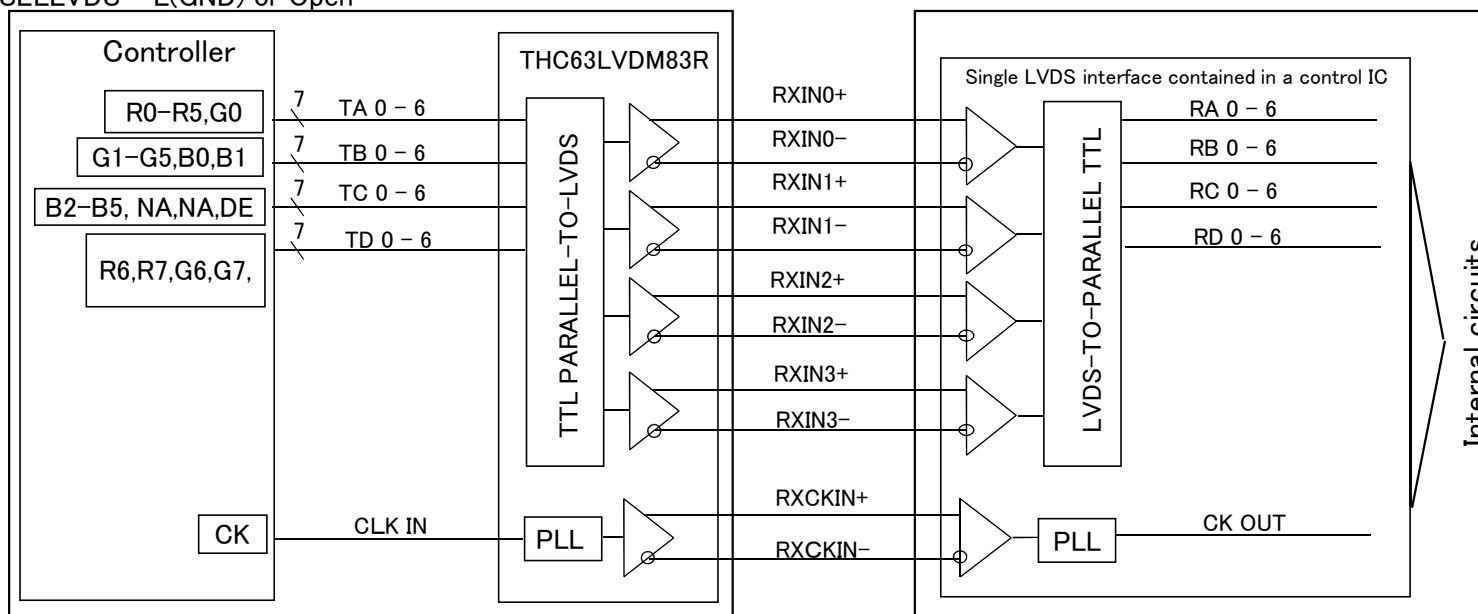 SELLVDS L(GND) or Open
Controller
THC63LVDM83R
Single LVDS interface contained in a control IC
R0-R5,G0
7
TA 0 - 6
RXIN0+
RA 0 - 6
G1-G5,B0,B1
7
TB 0 - 6
RXIN0-
RB 0 - 6
B2-B5, NA,NA,DE
7
TC 0 - 6
RXIN1+
RC 0 - 6
R6,R7,G6,G7,
7
TD 0 - 6
RXIN1-
RD 0 - 6
TTL PARALLEL-TO-LVDS
RXIN2+
RXIN2-
RXIN3+
RXIN3-
LVDS-TO-PARALLEL TTL
Internal circuits
CK
CLK IN
PLL
RXCKIN+
RXCKIN-
PLL
CK OUT